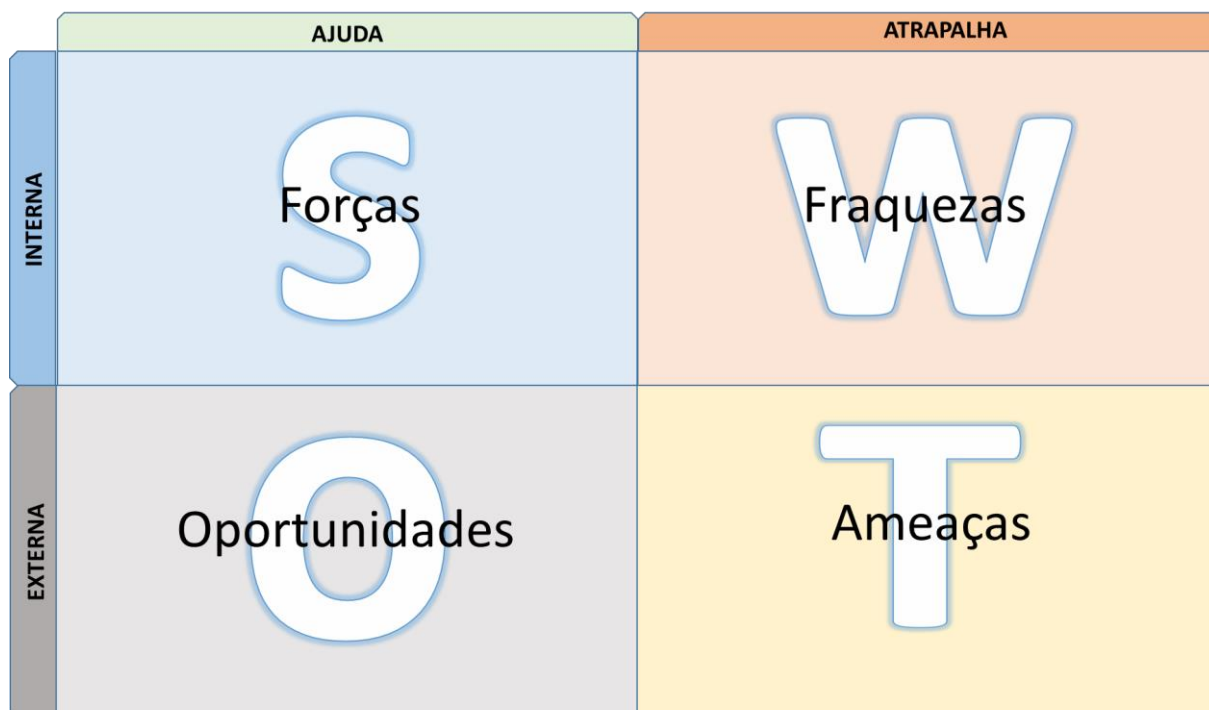 AJUDA
ATRAPALHA
INTERNA
S
Forças
W
Fraquezas
EXTERNA
O
Oportunidades
T
Ameaças